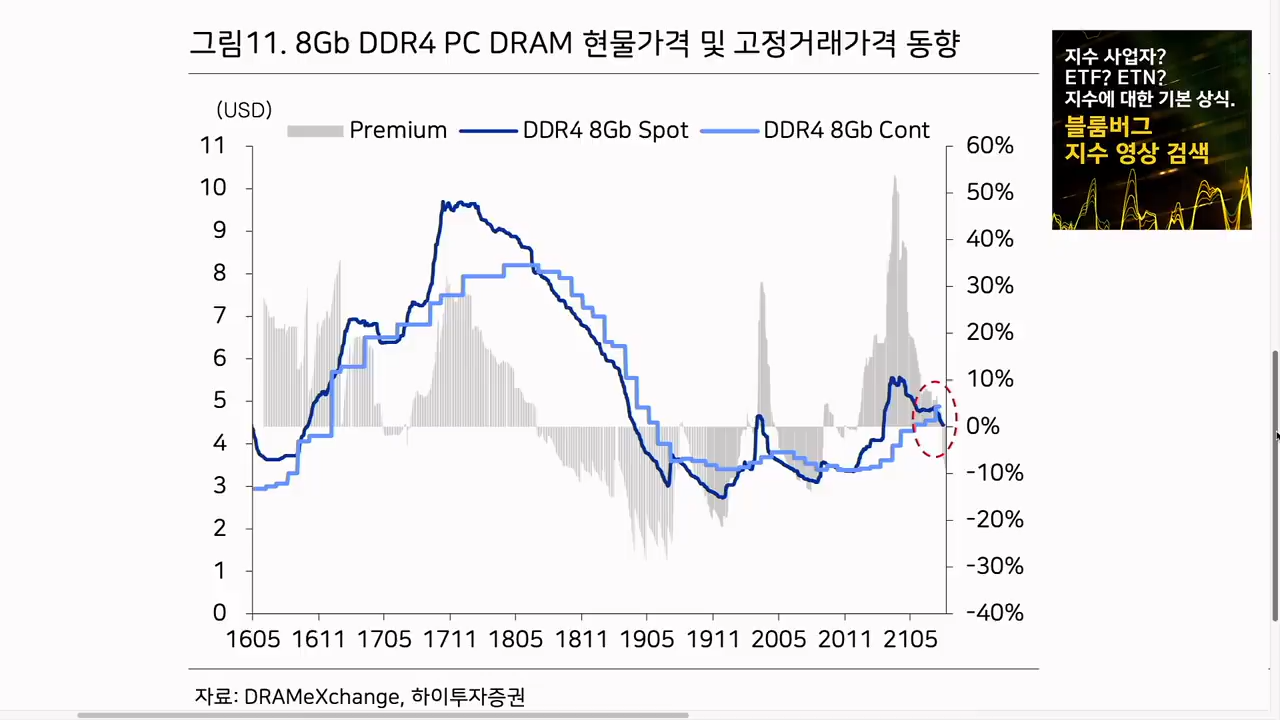 그림11. 8Gb DDR4 PC DRAM 현물가격 및 고정거래가격 동향
지수 사업자?
ETF? ETN?
지수에 대한 기본 상식.
블룸버그
지수 영상 검색
(USD)
Premium DDR4 8Gb Spot DDR4 8Gb Cont
11 60%
10 50%
9 40%
8 30%
7 20%
6 10%
5 0%
4 -10%
3 -20%
2 -30%
1 -40%
0
1605 1611 1705 1711 1805 1811 1905 1911 2005 2011 2105
자료: DRAMeXchange, 하이투자증권